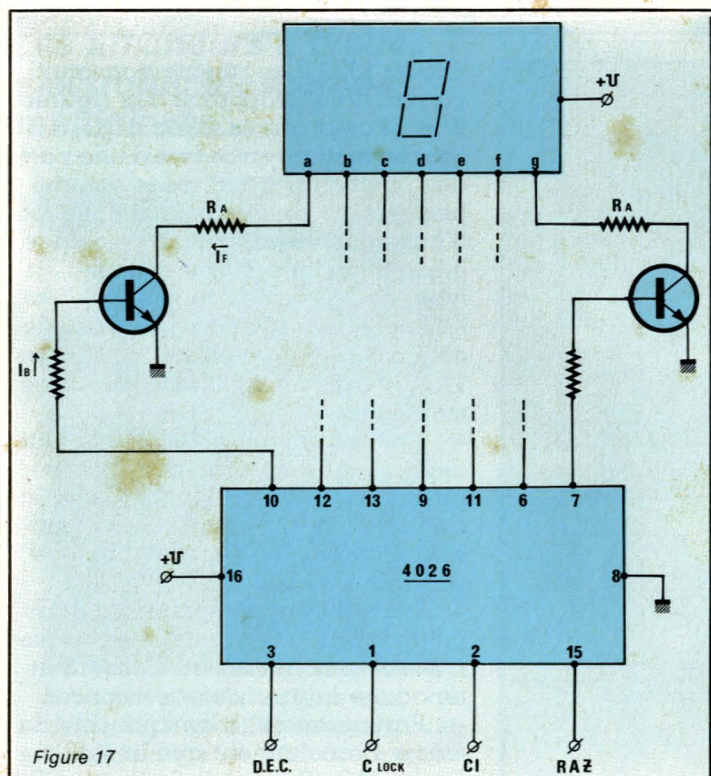 +U
a b c d e f g
RA
RA
IF
IB
10 12 13 9 11 6 7
+U
16
4026
8
3 1 2 15
Figure 17
D.E.C. CLOCK CI RAZ